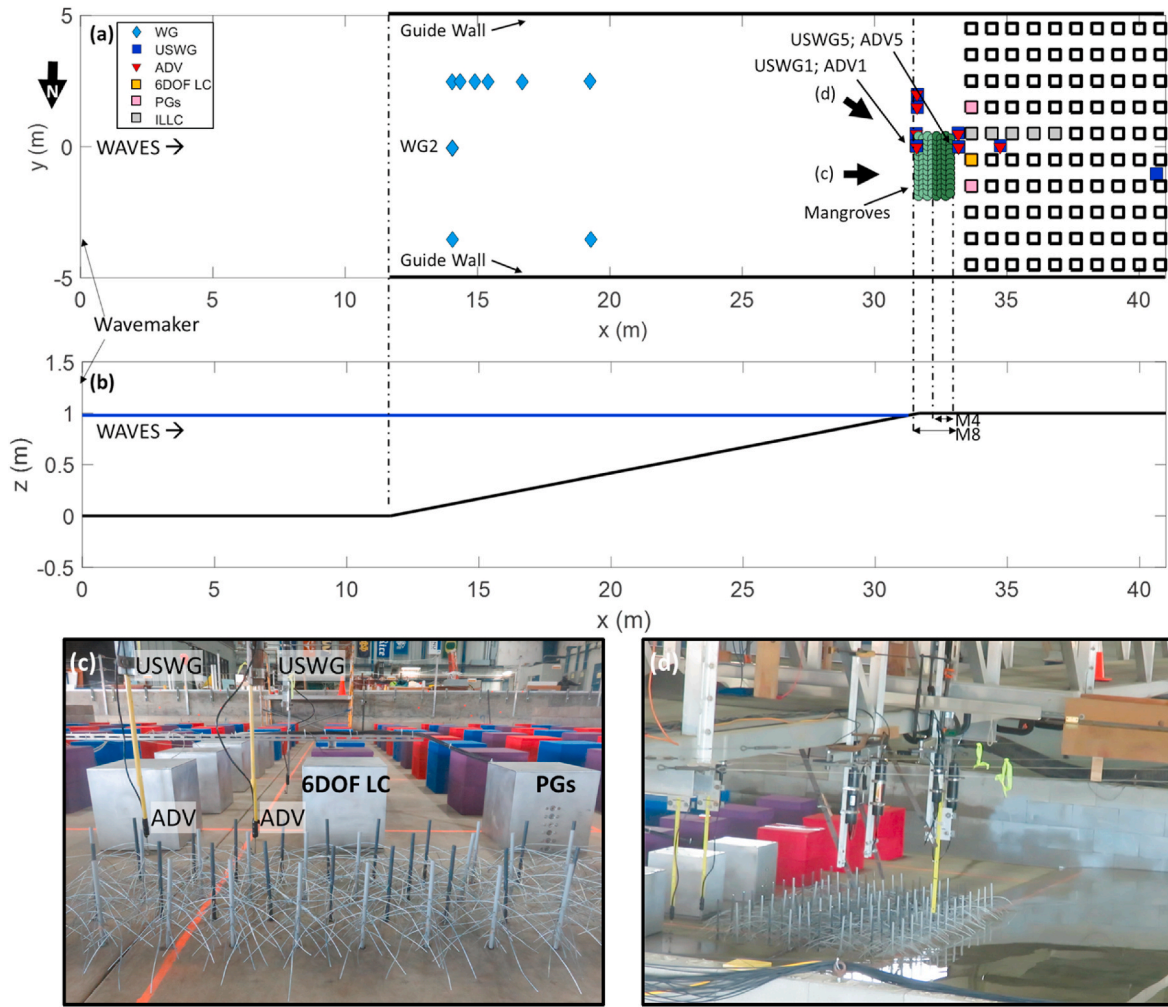 (a)
WG
USWG
ADV
6DOF LC
PGs
ILLC
N
WAVES →
Guide Wall
WG2
Guide Wall
USWG5; ADV5
USWG1; ADV1
(d)
(c)
Mangroves
y (m)
5
0
-5
0 5 10 15 20 25 30 35 40
x (m)
Wavemaker
(b)
WAVES →
M4
M8
z (m)
1.5
1
0.5
0
-0.5
0 5 10 15 20 25 30 35 40
x (m)
(c)
USWG USWG
6DOF LC PGs
ADV ADV
(d)